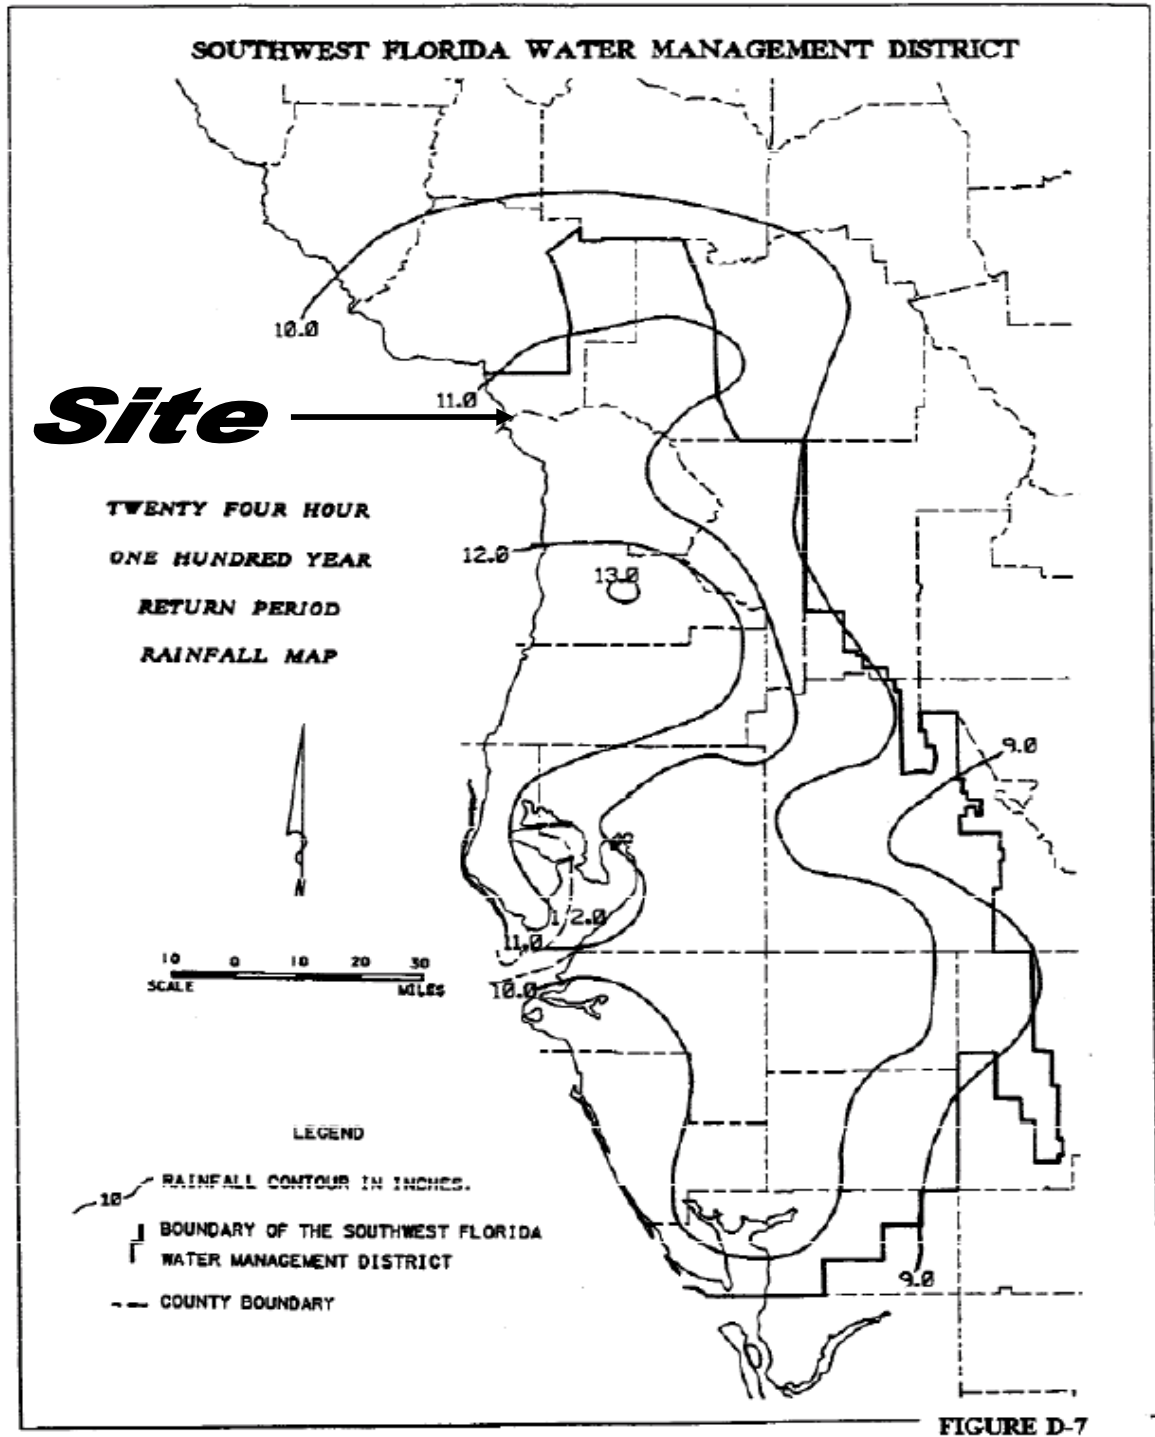 SOUTHWEST FLORIDA WATER MANAGEMENT DISTRICT
10.0
11.0
Site
TWENTY FOUR HOUR
ONE HUNDRED YEAR
RETURN PERIOD
RAINFALL MAP
12.0
13.0
9.0
N
12.0
11.0
10.0
10 0 10 20 30
SCALE MILES
LEGEND
10 RAINFALL CONTOUR IN INCHES.
BOUNDARY OF THE SOUTHWEST FLORIDA
WATER MANAGEMENT DISTRICT
COUNTY BOUNDARY
9.0
FIGURE D-7